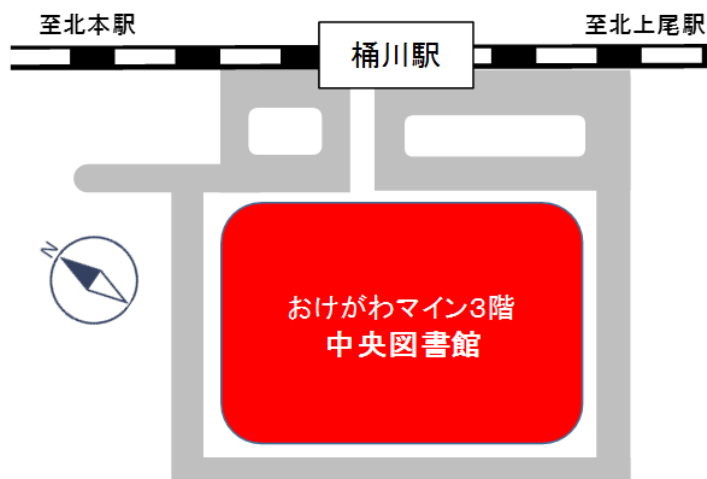 至北本駅
至北上尾駅
桶川駅
N
おけがわマイン3階
中央図書館